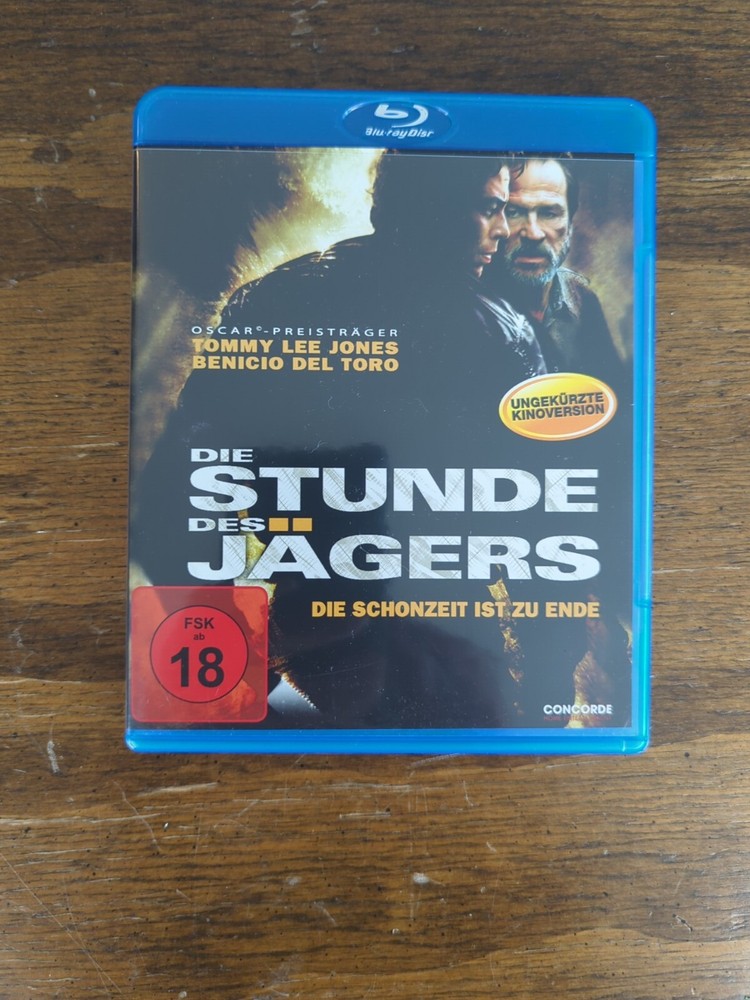 Blu-ray Disc
OSCAR©-PREISTRÄGER
TOMMY LEE JONES
BENICIO DEL TORO
UNGEKÜRZTE
KINOVERSION
DIE
STUNDE
DES
JÄGERS
DIE SCHONZEIT IST ZU ENDE
FSK
ab
18
CONCORDE